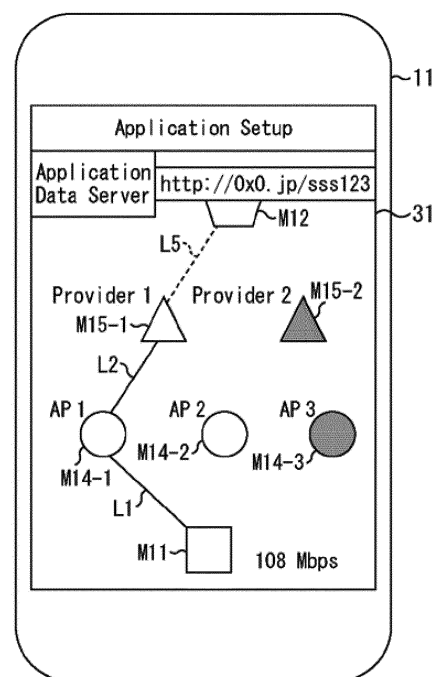 11
Application Setup
Application
Data Server
http://0x0.jp/sss123
M12
31
L5
Provider 1
Provider 2
M15-1
M15-2
L2
AP 1
AP 2
AP 3
M14-1
M14-2
M14-3
L1
M11
108 Mbps